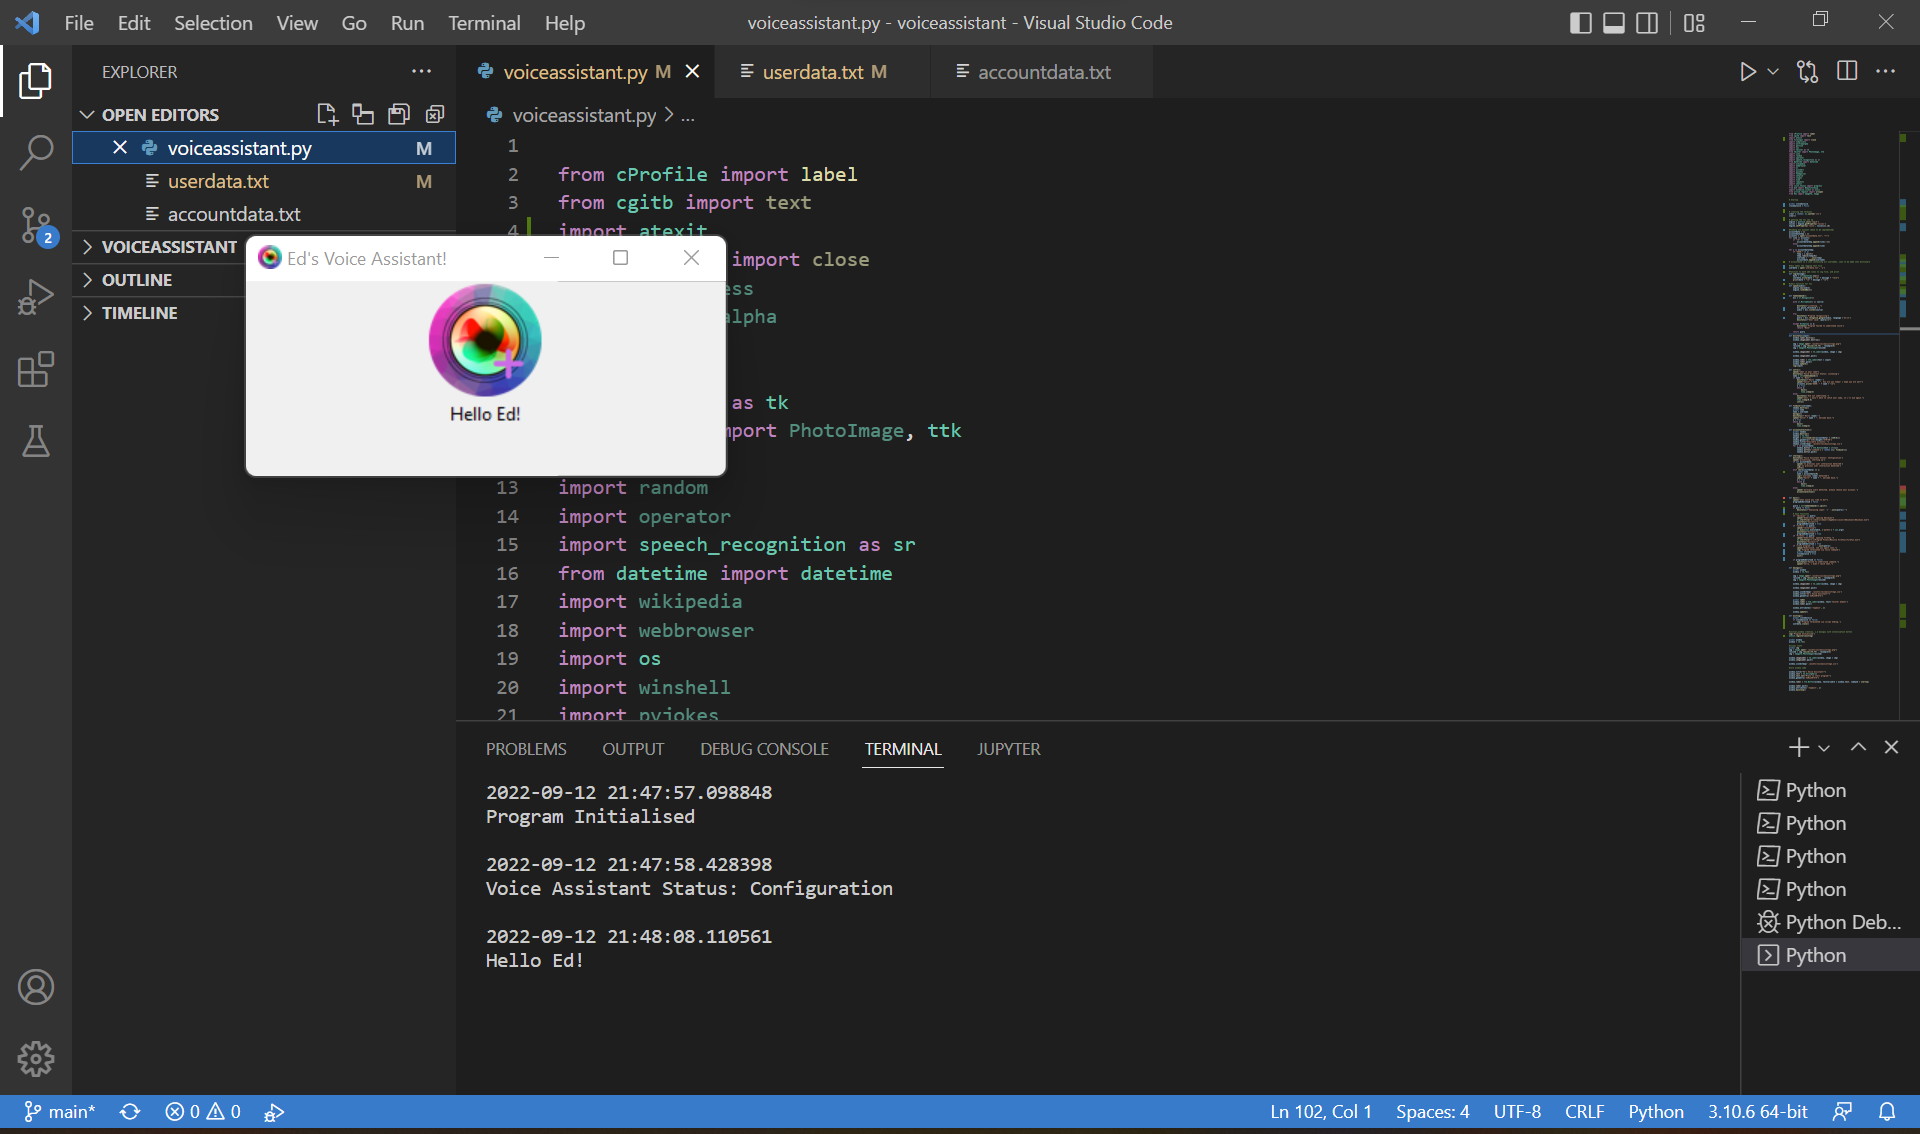 File Edit Selection View Go Run Terminal Help
voiceassistant.py - voiceassistant - Visual Studio Code
EXPLORER
OPEN EDITORS
voiceassistant.py M
userdata.txt M
accountdata.txt
VOICEASSISTANT
OUTLINE
TIMELINE
2
voiceassistant.py M
userdata.txt M
accountdata.txt
voiceassistant.py > ...
1
2 from cProfile import label
3 from cgitb import text
4 import atexit
import close
ess
alpha
as tk
mport PhotoImage, ttk
13 import random
14 import operator
15 import speech_recognition as sr
16 from datetime import datetime
17 import wikipedia
18 import webbrowser
19 import os
20 import winshell
21 import pyjokes
Ed's Voice Assistant!
Hello Ed!
PROBLEMS OUTPUT DEBUG CONSOLE TERMINAL JUPYTER
2022-09-12 21:47:57.098848
Program Initialised
2022-09-12 21:47:58.428398
Voice Assistant Status: Configuration
2022-09-12 21:48:08.110561
Hello Ed!
Python
Python
Python
Python
Python Deb...
Python
main* 0 0
Ln 102, Col 1 Spaces: 4 UTF-8 CRLF Python 3.10.6 64-bit